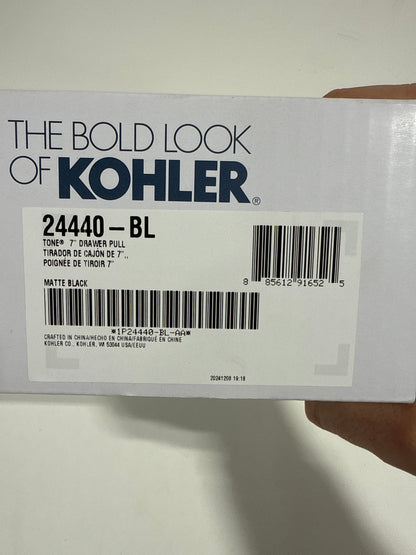 THE BOLD LOOK
OF KOHLER®
24440-BL
TONE® 7" DRAWER PULL
TIRADOR DE CAJÓN DE 7"..
POIGNÉE DE TIROIR 7"
MATTE BLACK
8 85612 91652 5
*1P24440-BL-AA*
CRAFTED IN CHINA/HECHO EN CHINA/FABRIQUÉ EN CHINE
KOHLER CO., KOHLER, WI 53044 USA/EEUU
20241208 19:18